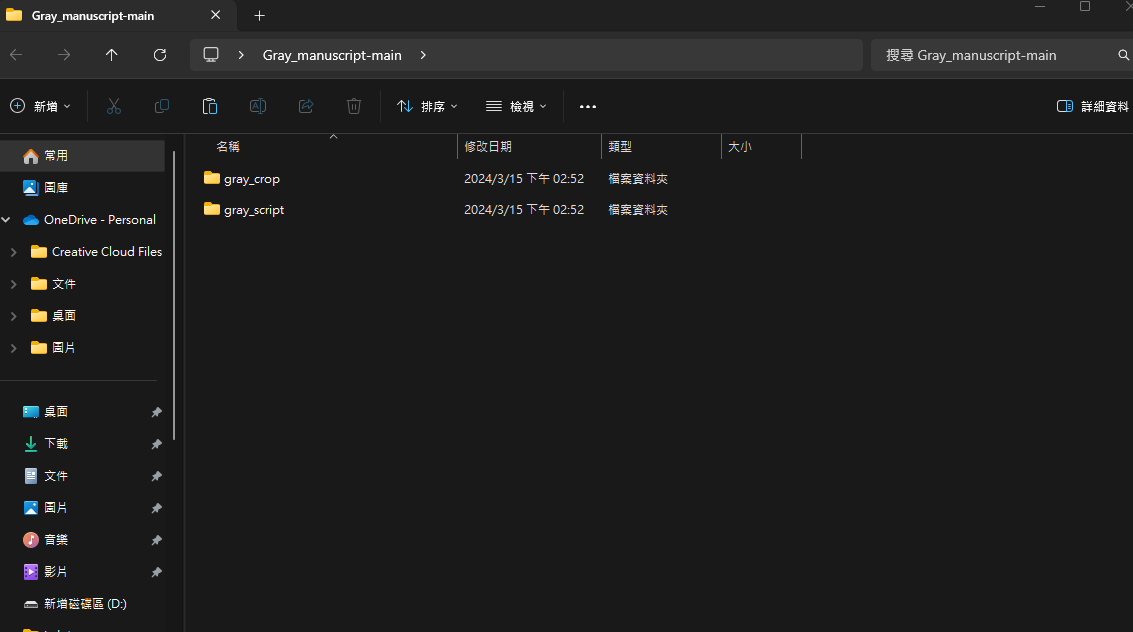 Gray_manuscript-main
Gray_manuscript-main
搜尋 Gray_manuscript-main
新增
排序
檢視
詳細資料
常用
圖庫
OneDrive - Personal
Creative Cloud Files
文件
桌面
圖片
桌面
下載
文件
圖片
音樂
影片
新增磁碟區 (D:)
名稱 修改日期 類型 大小
gray_crop 2024/3/15 下午 02:52 檔案資料夾
gray_script 2024/3/15 下午 02:52 檔案資料夾